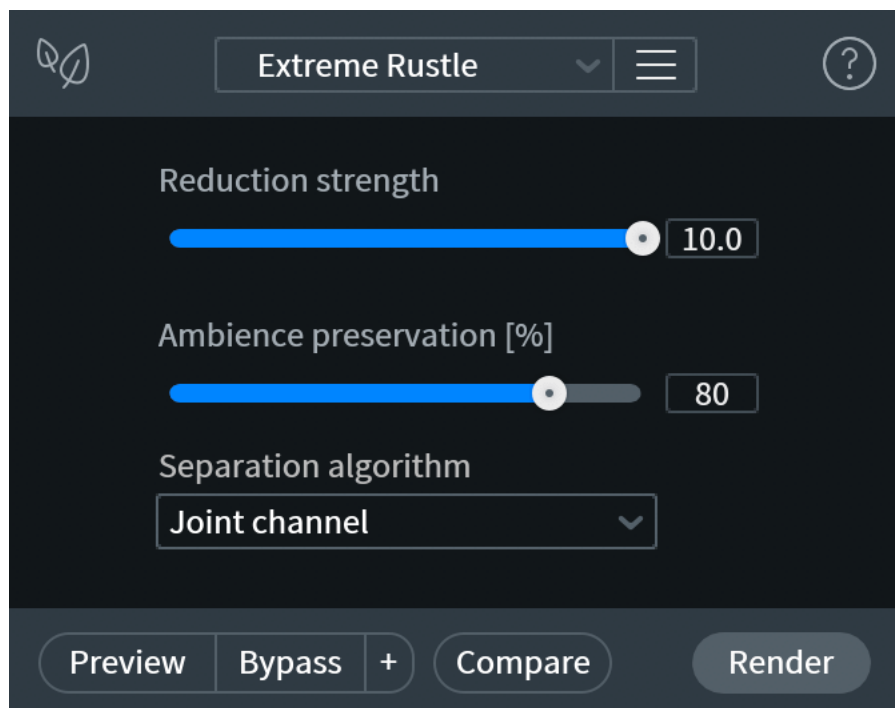 Extreme Rustle
?
Reduction strength
10.0
Ambience preservation [%]
80
Separation algorithm
Joint channel
Preview Bypass + Compare Render